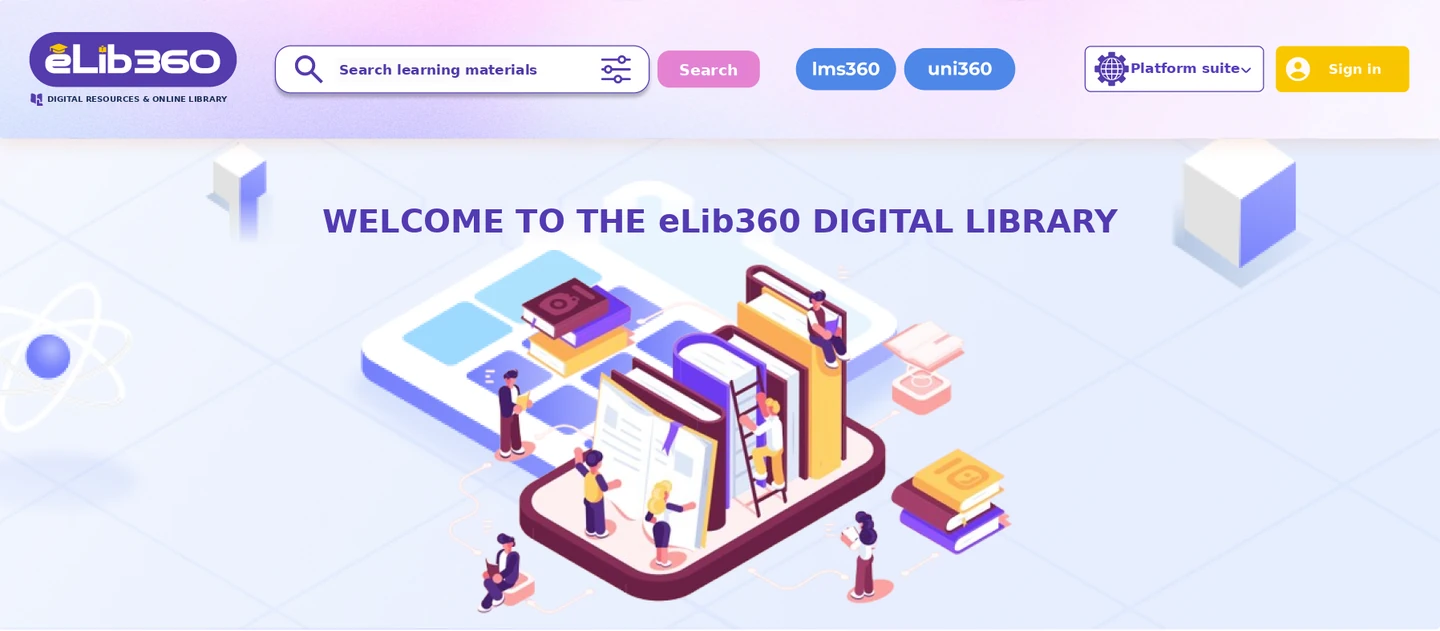 eLib360
DIGITAL RESOURCES & ONLINE LIBRARY
Search learning materials
Search
lms360
uni360
Platform suite
Sign in
WELCOME TO THE eLib360 DIGITAL LIBRARY